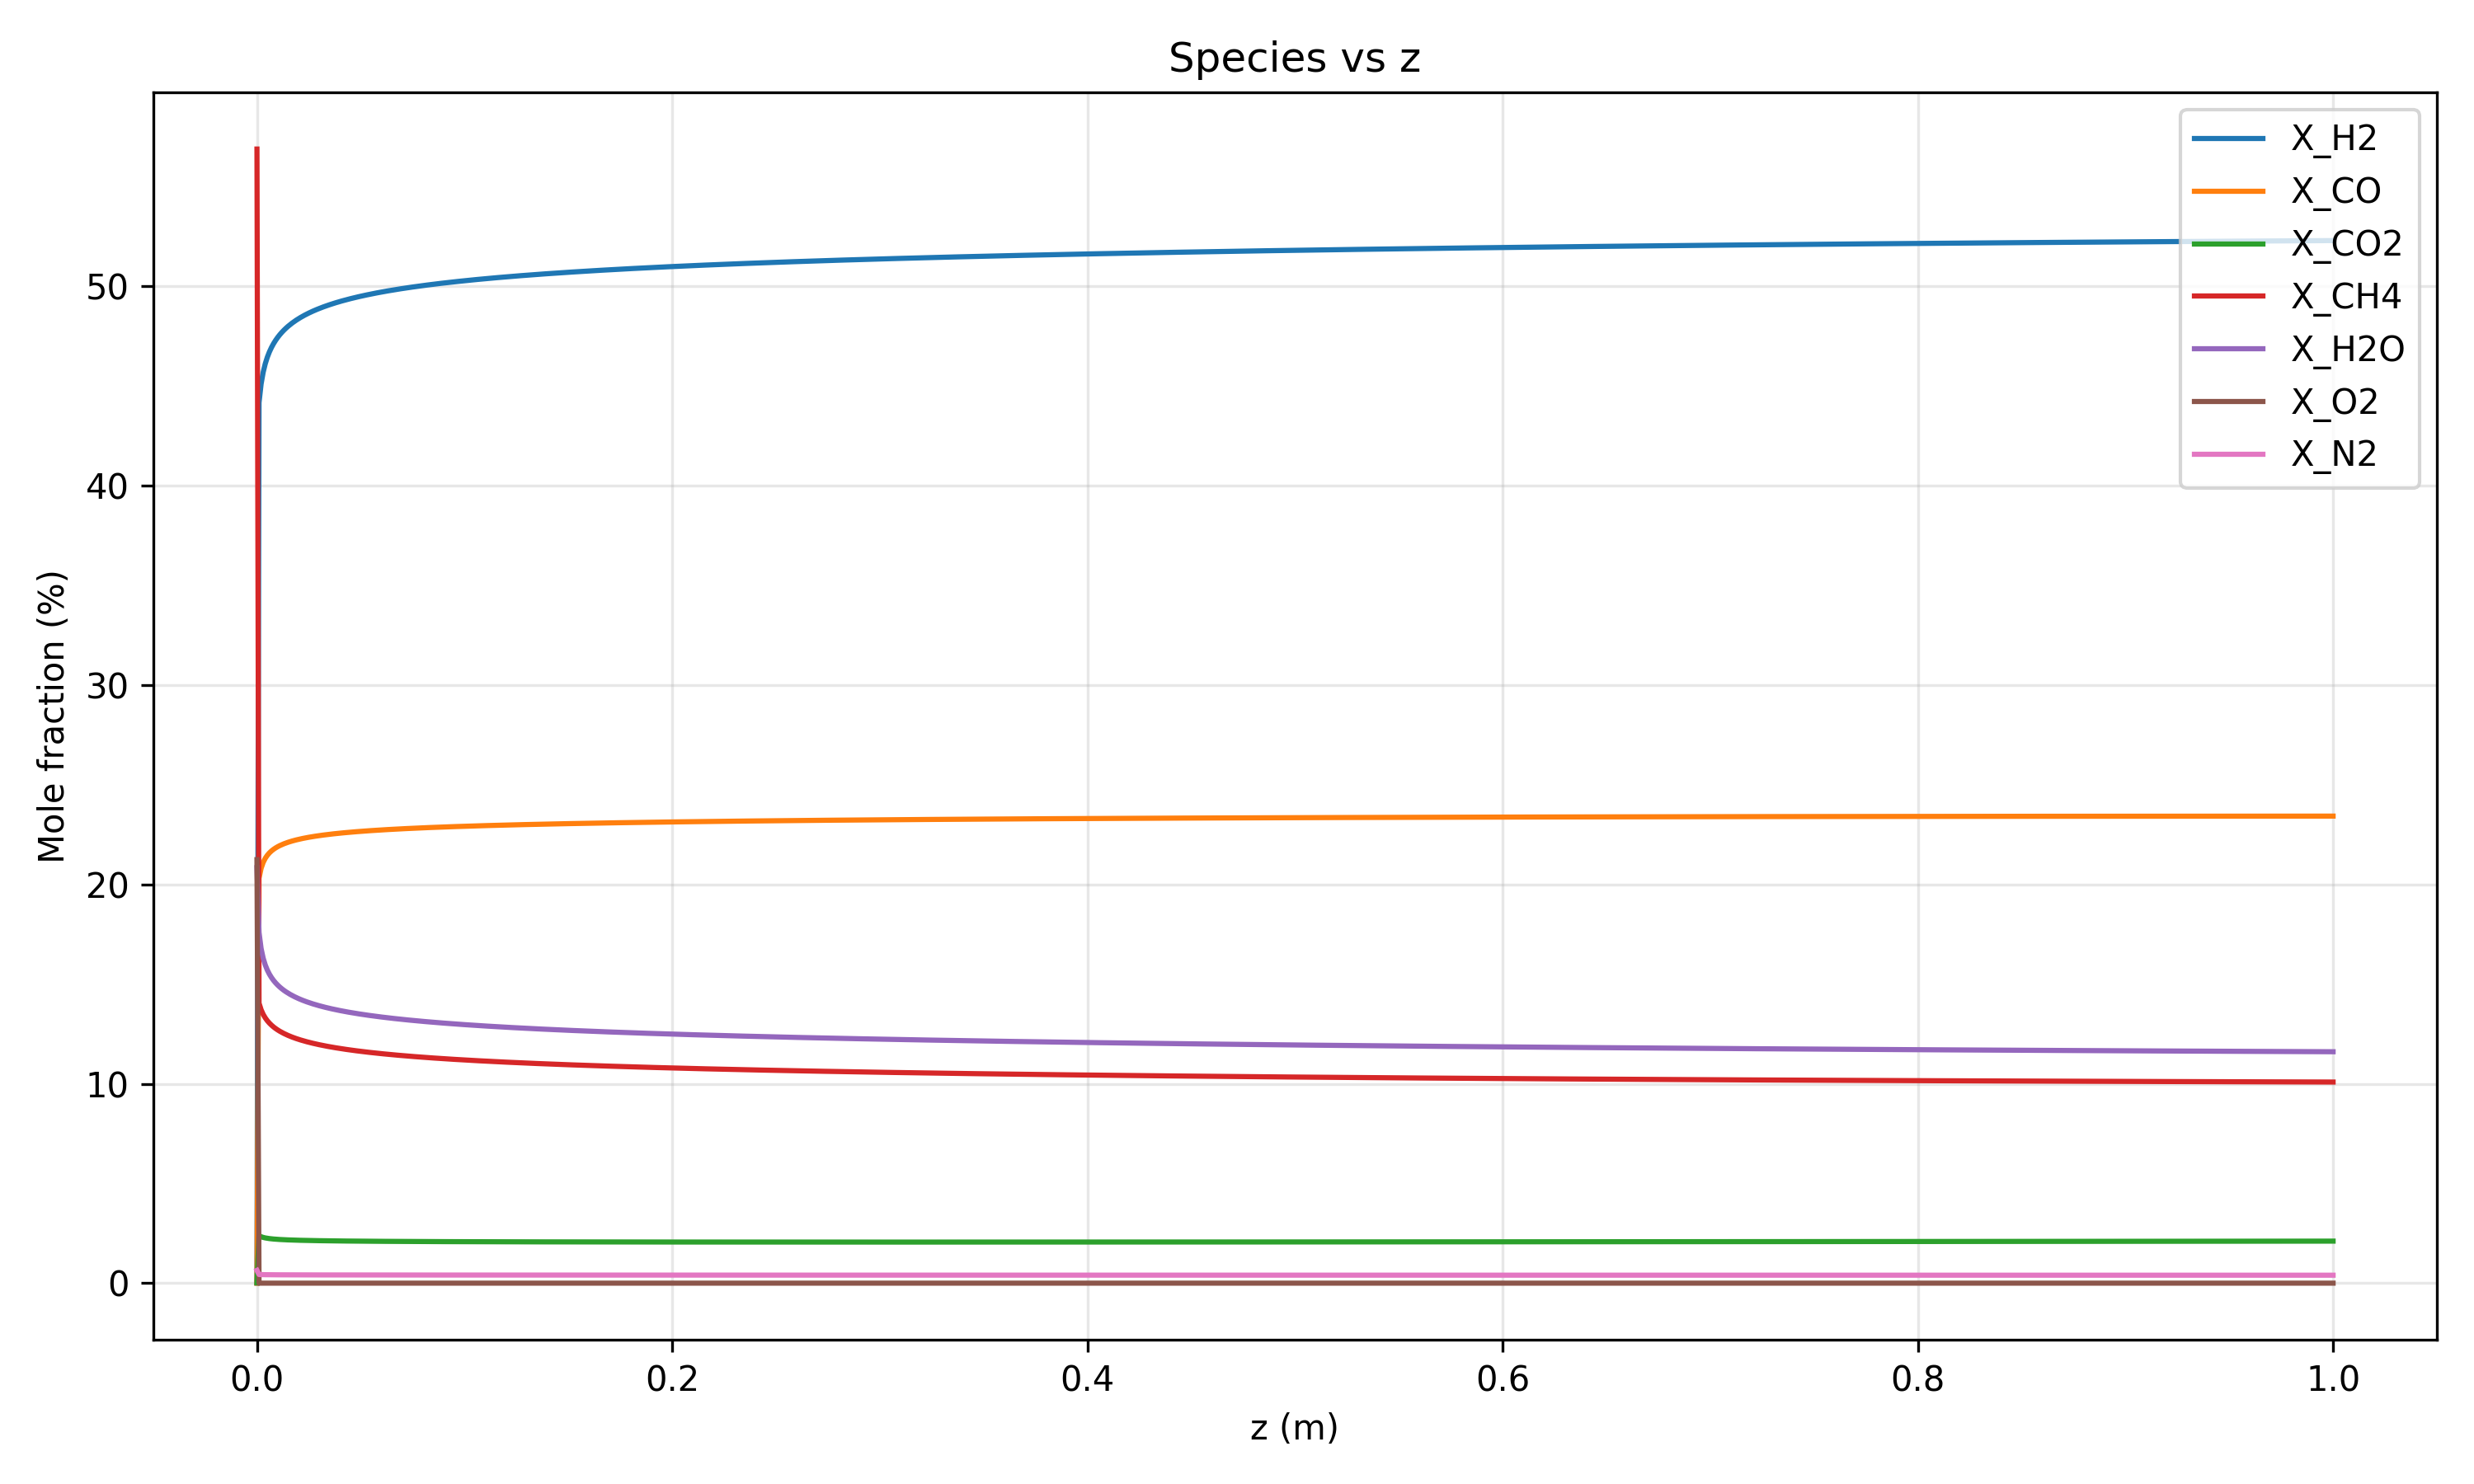 Species vs z
X_H2
X_CO
X_CO2
X_CH4
X_H2O
X_O2
X_N2
Mole fraction (%)
50
40
30
20
10
0
0.0 0.2 0.4 0.6 0.8 1.0
z (m)